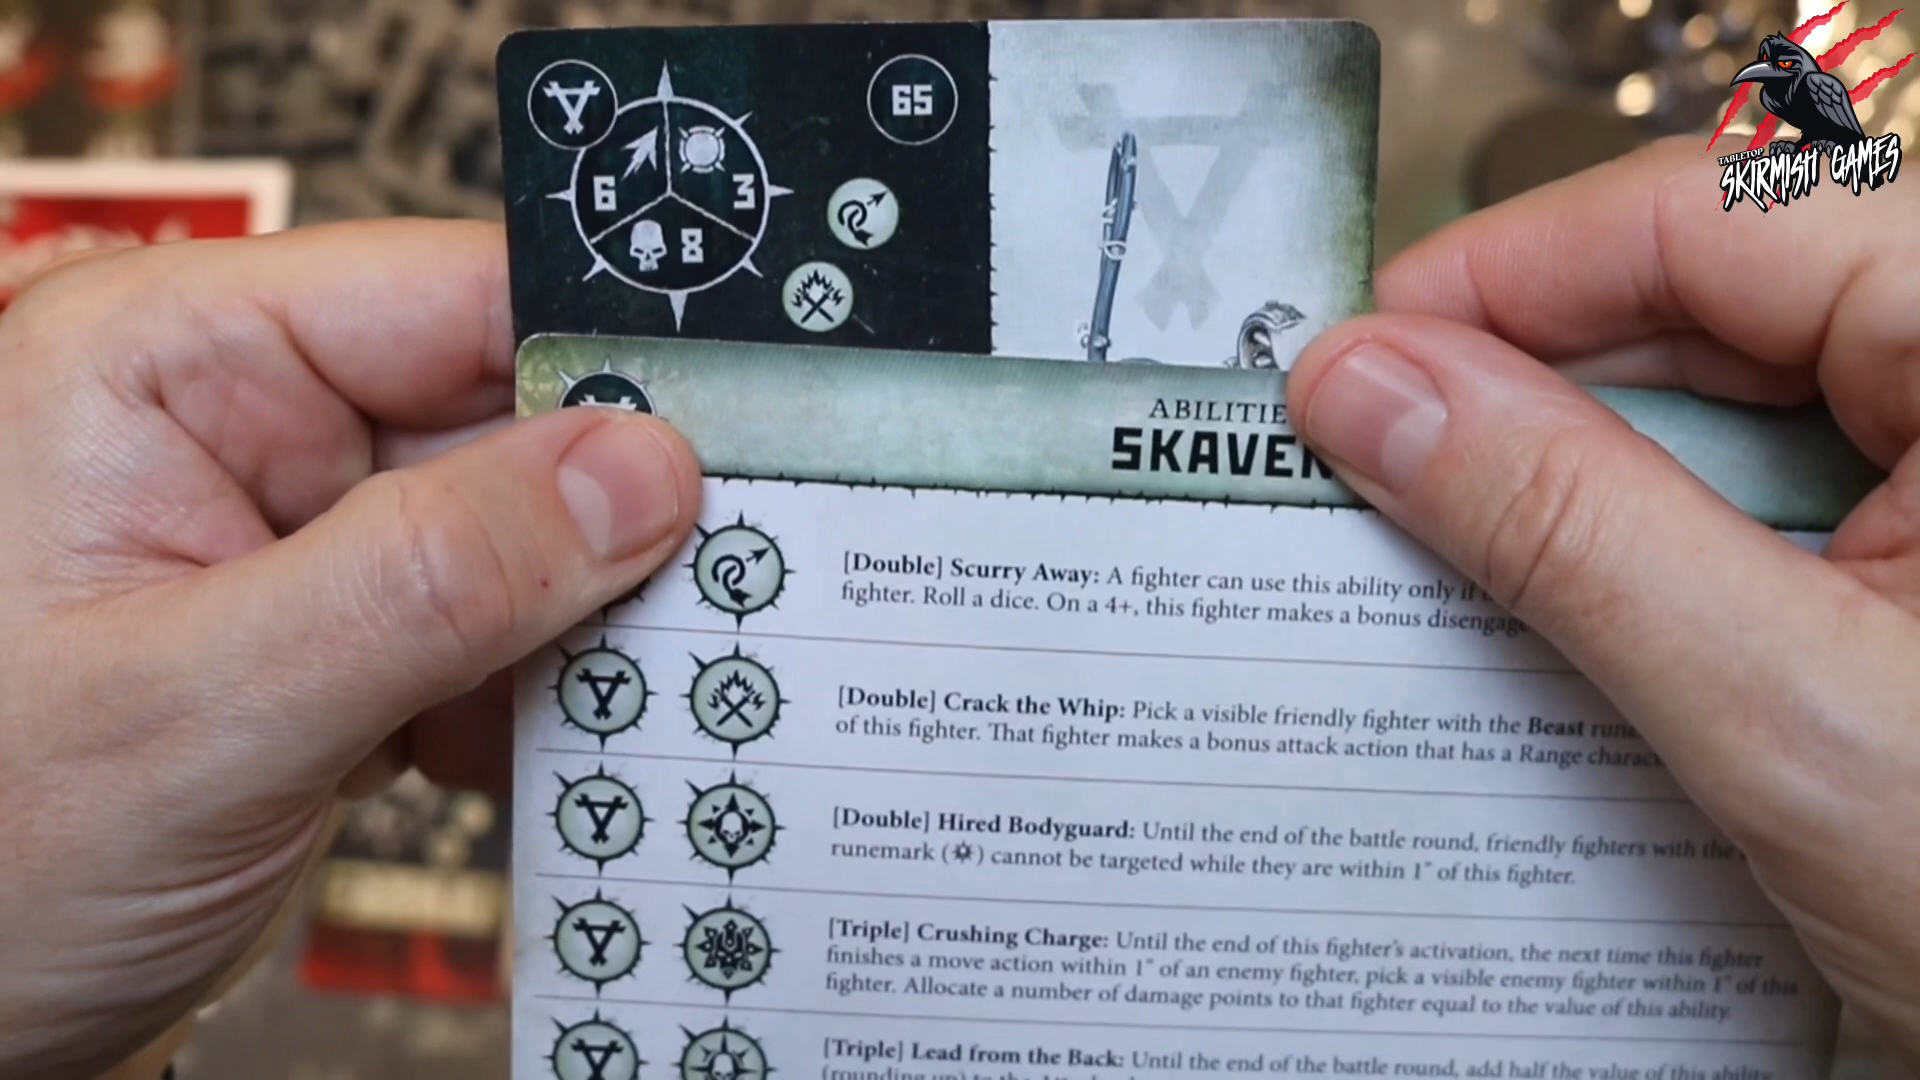 65
6
3
8
TABLETOP
SKIRMISH GAMES
ABILITIE
SKAVEN
[Double] Scurry Away: A fighter can use this ability only if
fighter. Roll a dice. On a 4+, this fighter makes a bonus disengage
[Double] Crack the Whip: Pick a visible friendly fighter with the Beast
of this fighter. That fighter makes a bonus attack action that has a Range
[Double] Hired Bodyguard: Until the end of the battle round, friendly fighters with the
runemark ( ) cannot be targeted while they are within 1" of this fighter.
[Triple] Crushing Charge: Until the end of this fighter's activation, the next time this fighter
finishes a move action within 1" of an enemy fighter, pick a visible enemy fighter within 1" of this
fighter. Allocate a number of damage points to that fighter equal to the value of this ability.
[Triple] Lead from the Back: Until the end of the battle round, add half the value of this ability
(rounding up) to the